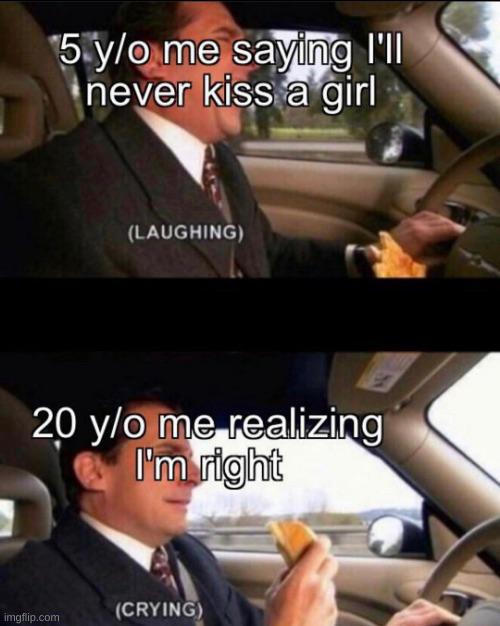 5 y/o me saying I'll
never kiss a girl
(LAUGHING)
20 y/o me realizing
I'm right
(CRYING)
imgflip.com